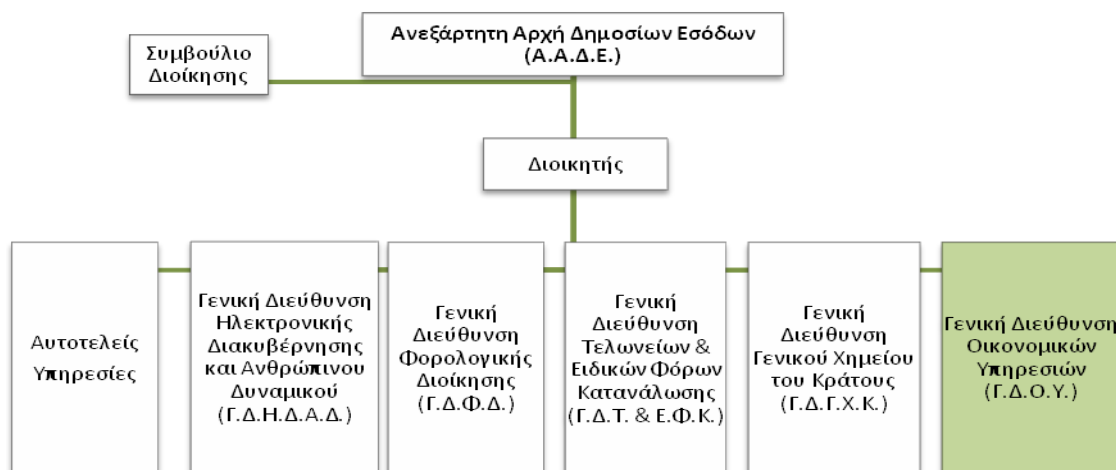 Ανεξάρτητη Αρχή Δημοσίων Εσόδων
(Α.Α.Δ.Ε.)
Συμβούλιο
Διοίκησης
Διοικητής
Αυτοτελείς
Υπηρεσίες
Γενική Διεύθυνση
Ηλεκτρονικής
Διακυβέρνησης
και Ανθρώπινου
Δυναμικού
(Γ.Δ.Η.Δ.Α.Δ.)
Γενική
Διεύθυνση
Φορολογικής
Διοίκησης
(Γ.Δ.Φ.Δ.)
Γενική
Διεύθυνση
Τελωνείων &
Ειδικών Φόρων
Κατανάλωσης
(Γ.Δ.Τ. & Ε.Φ.Κ.)
Γενική
Διεύθυνση
Γενικού Χημείου
του Κράτους
(Γ.Δ.Γ.Χ.Κ.)
Γενική Διεύθυνση
Οικονομικών
Υπηρεσιών
(Γ.Δ.Ο.Υ.)